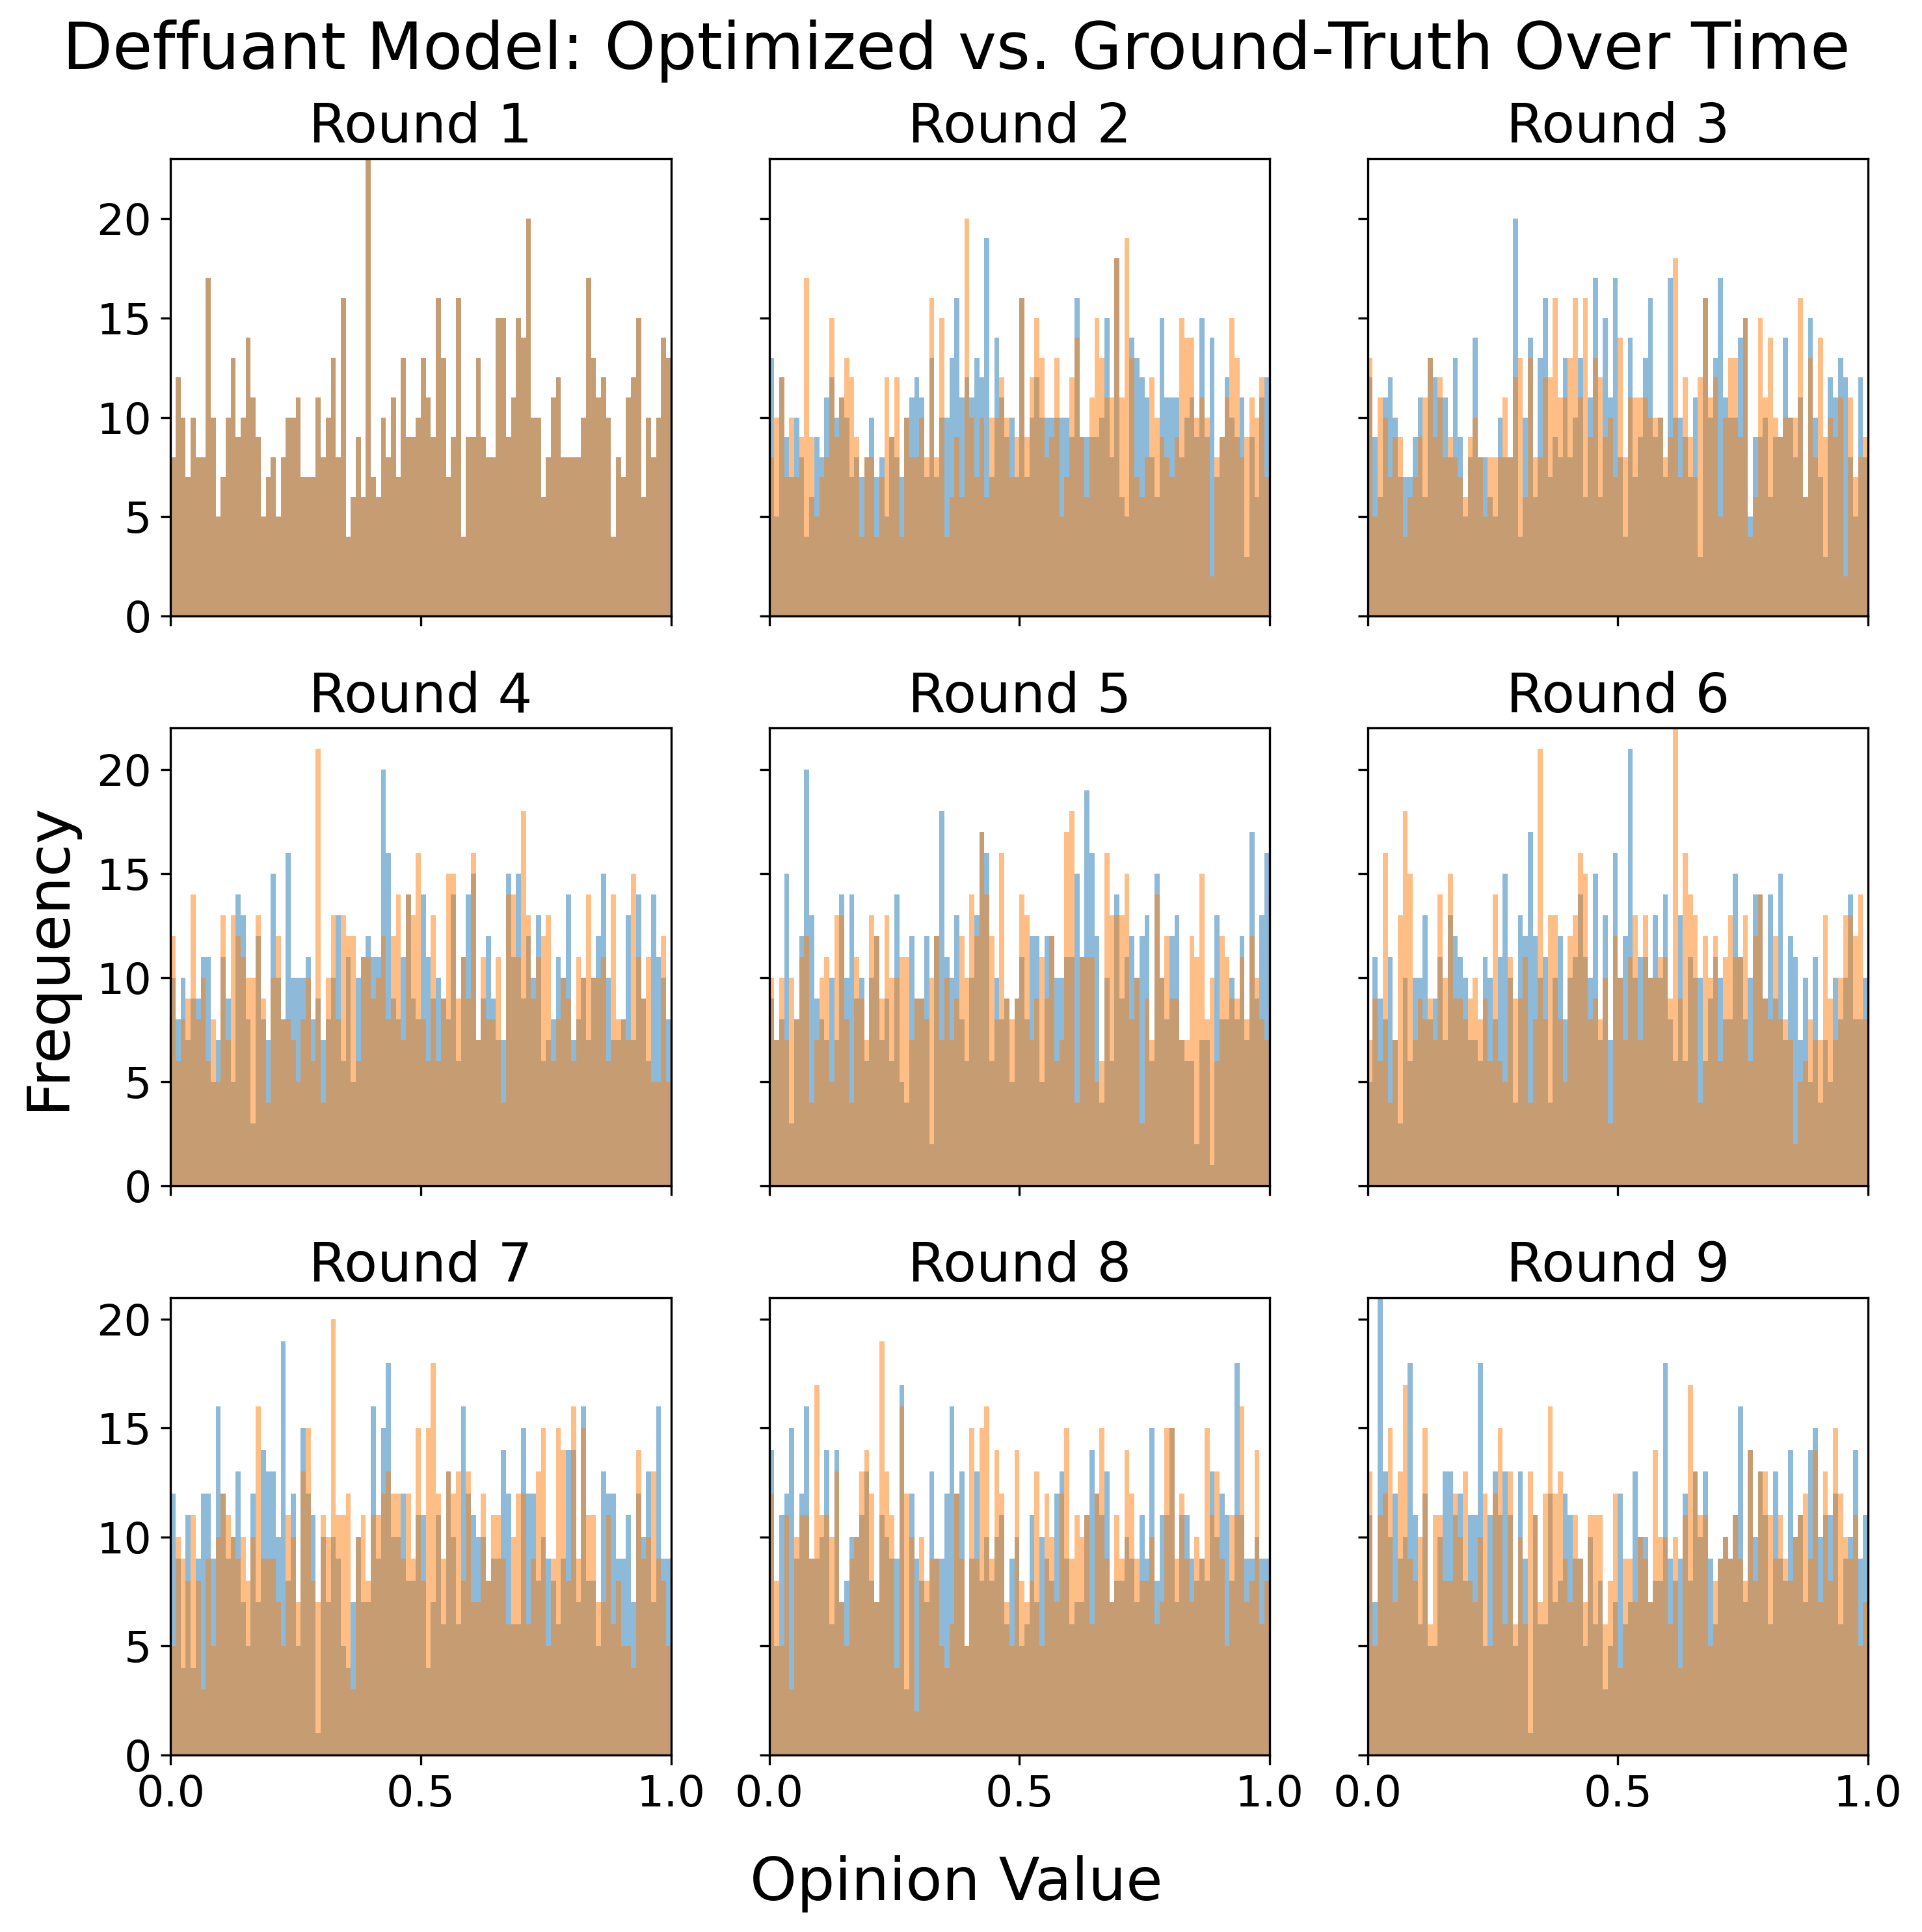 Deffuant Model: Optimized vs. Ground-Truth Over Time
Round 1
Round 2
Round 3
20
15
10
5
0
Round 4
Round 5
Round 6
20
15
10
5
0
Frequency
Round 7
Round 8
Round 9
20
15
10
5
0
0.0 0.5 1.0
0.0 0.5 1.0
0.0 0.5 1.0
Opinion Value